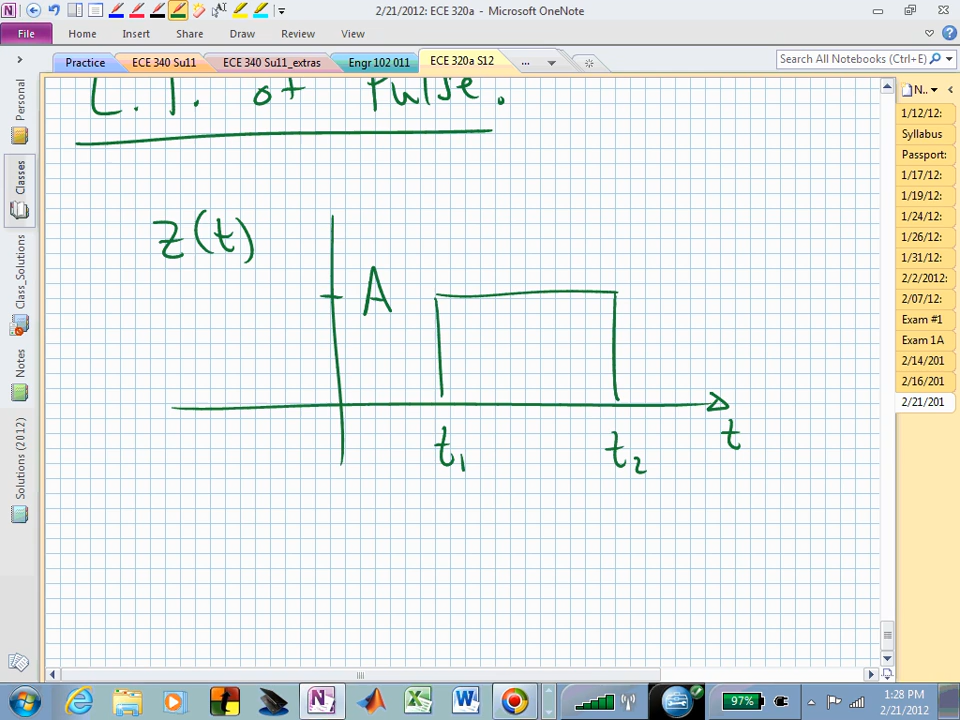 2/21/2012: ECE 320a - Microsoft OneNote
File Home Insert Share Draw Review View
Practice ECE 340 Su11 ECE 340 Su11_extras Engr 102 011 ECE 320a S12 ...
Search All Notebooks (Ctrl+E)
N..
Personal
Classes
Class_Solutions
Notes
Solutions (2012)
1/12/12:
Syllabus
Passport:
1/17/12:
1/19/12:
1/24/12:
1/26/12:
1/31/12:
2/2/2012:
2/07/12:
Exam #1
Exam 1A
2/14/201
2/16/201
2/21/201
L.T. of Pulse.
z(t)
A
t1 t2 t
97%
1:28 PM
2/21/2012